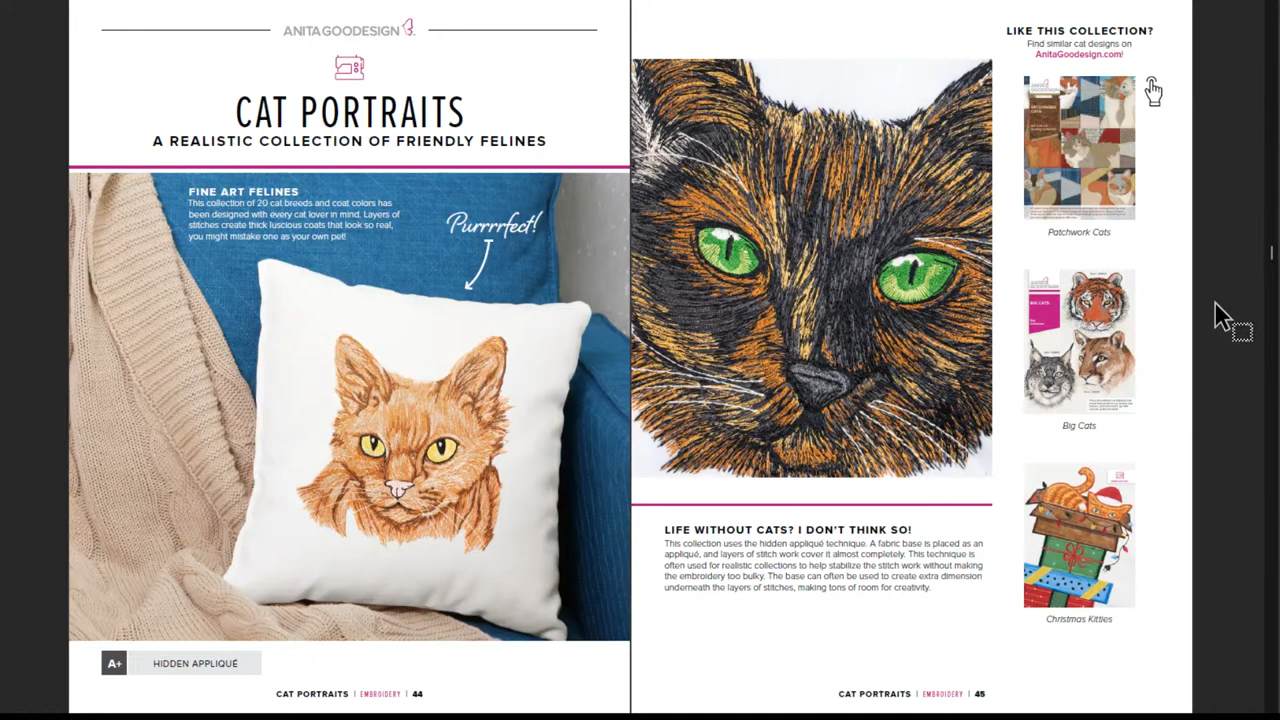 ANITA GOODESIGN
CAT PORTRAITS
A REALISTIC COLLECTION OF FRIENDLY FELINES
FINE ART FELINES
This collection of 20 cat breeds and coat colors has
been designed with every cat lover in mind. Layers of
stitches create thick luscious coats that look so real,
you might mistake one as your own pet!
Purrrrfect!
A+ HIDDEN APPLIQUÉ
CAT PORTRAITS | EMBROIDERY | 44
LIFE WITHOUT CATS? I DON'T THINK SO!
This collection uses the hidden appliqué technique. A fabric base is placed as an
appliqué, and layers of stitch work cover it almost completely. This technique is
often used for realistic collections to help stabilize the stitch work without making
the embroidery too bulky. The base can often be used to create extra dimension
underneath the layers of stitches, making tons of room for creativity.
LIKE THIS COLLECTION?
Find similar cat designs on
AnitaGoodesign.com!
Patchwork Cats
BIG CATS
Big Cats
Christmas Kitties
CAT PORTRAITS | EMBROIDERY | 45